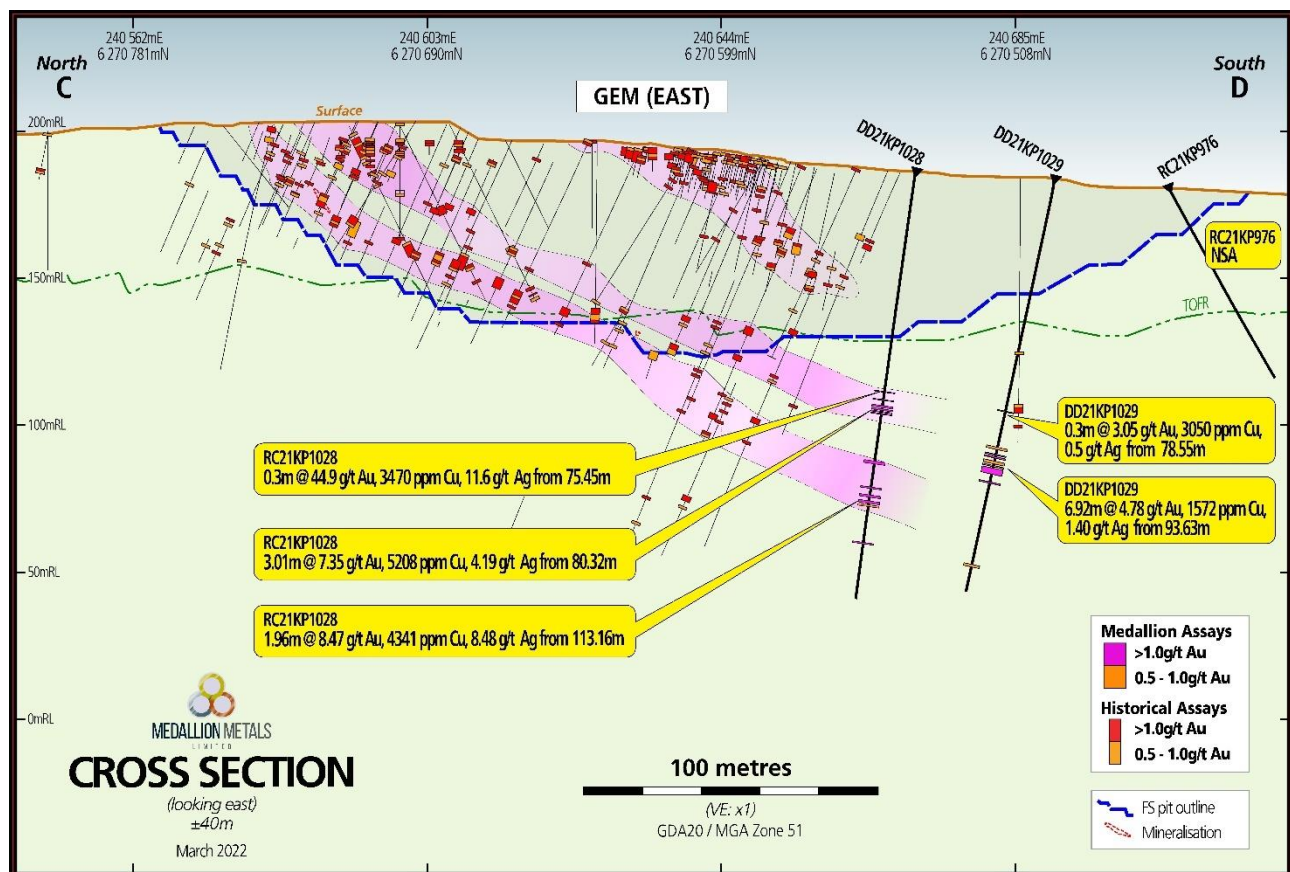 240 562mE
6 270 781mN
240 603mE
6 270 690mN
240 644mE
6 270 599mN
240 685mE
6 270 508mN
North
C
GEM (EAST)
South
D
Surface
DD21KP1028
DD21KP1029
RC21KP976
200mRL
RC21KP976
NSA
150mRL
TOFR
100mRL
DD21KP1029
0.3m @ 3.05 g/t Au, 3050 ppm Cu,
0.5 g/t Ag from 78.55m
RC21KP1028
0.3m @ 44.9 g/t Au, 3470 ppm Cu, 11.6 g/t Ag from 75.45m
DD21KP1029
6.92m @ 4.78 g/t Au, 1572 ppm Cu,
1.40 g/t Ag from 93.63m
RC21KP1028
3.01m @ 7.35 g/t Au, 5208 ppm Cu, 4.19 g/t Ag from 80.32m
50mRL
RC21KP1028
1.96m @ 8.47 g/t Au, 4341 ppm Cu, 8.48 g/t Ag from 113.16m
Medallion Assays
>1.0g/t Au
0.5 - 1.0g/t Au
Historical Assays
>1.0g/t Au
0.5 - 1.0g/t Au
0mRL
MEDALLION METALS
LIMITED
CROSS SECTION
(looking east)
±40m
March 2022
100 metres
(VE: x1)
GDA20 / MGA Zone 51
FS pit outline
Mineralisation